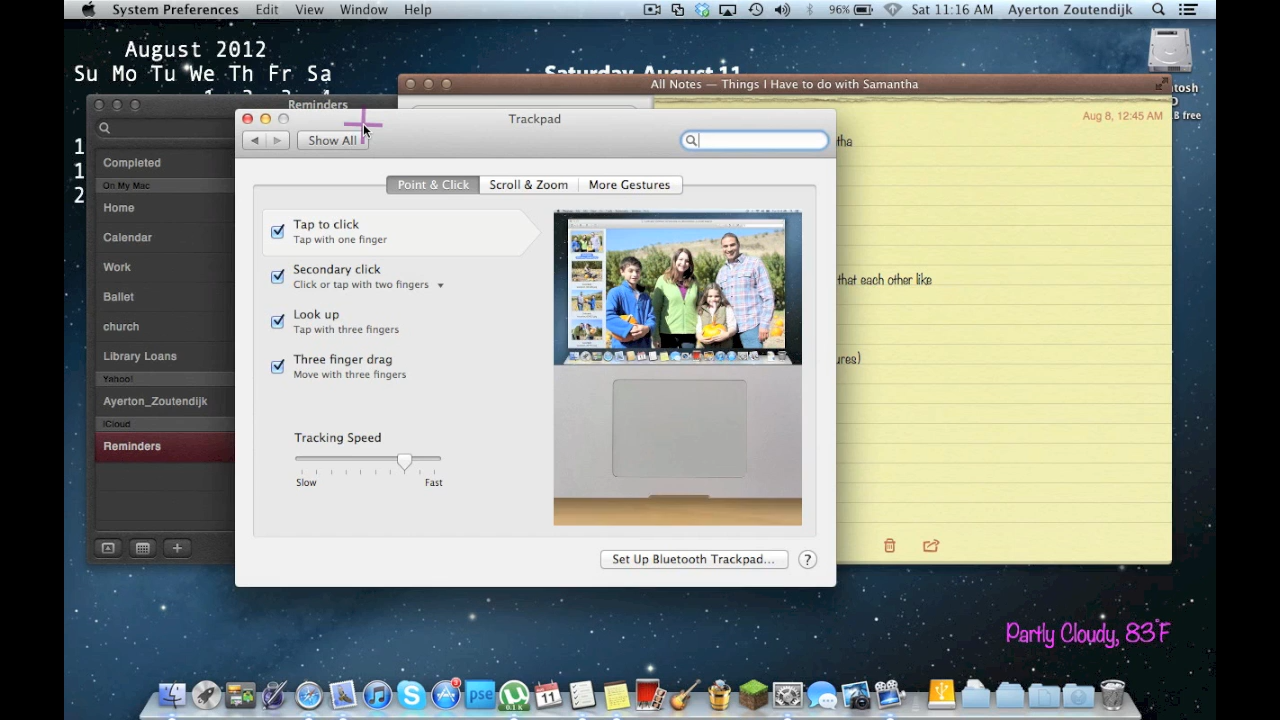 System Preferences Edit View Window Help 96% Sat 11:16 AM Ayerton Zoutendijk
August 2012
Su Mo Tu We Th Fr Sa
Saturday, August 11
All Notes — Things I Have to do with Samantha
Reminders
Aug 8, 12:45 AM
Trackpad
Show All
Point & Click Scroll & Zoom More Gestures
Completed
On My Mac
Home
Calendar
Work
Ballet
church
Library Loans
Yahoo!
Ayerton_Zoutendijk
iCloud
Reminders
Tap to click
Tap with one finger
Secondary click
Click or tap with two fingers
Look up
Tap with three fingers
Three finger drag
Move with three fingers
Tracking Speed
Slow Fast
that each other like
Set Up Bluetooth Trackpad...
?
Partly Cloudy, 83°F
pse
11